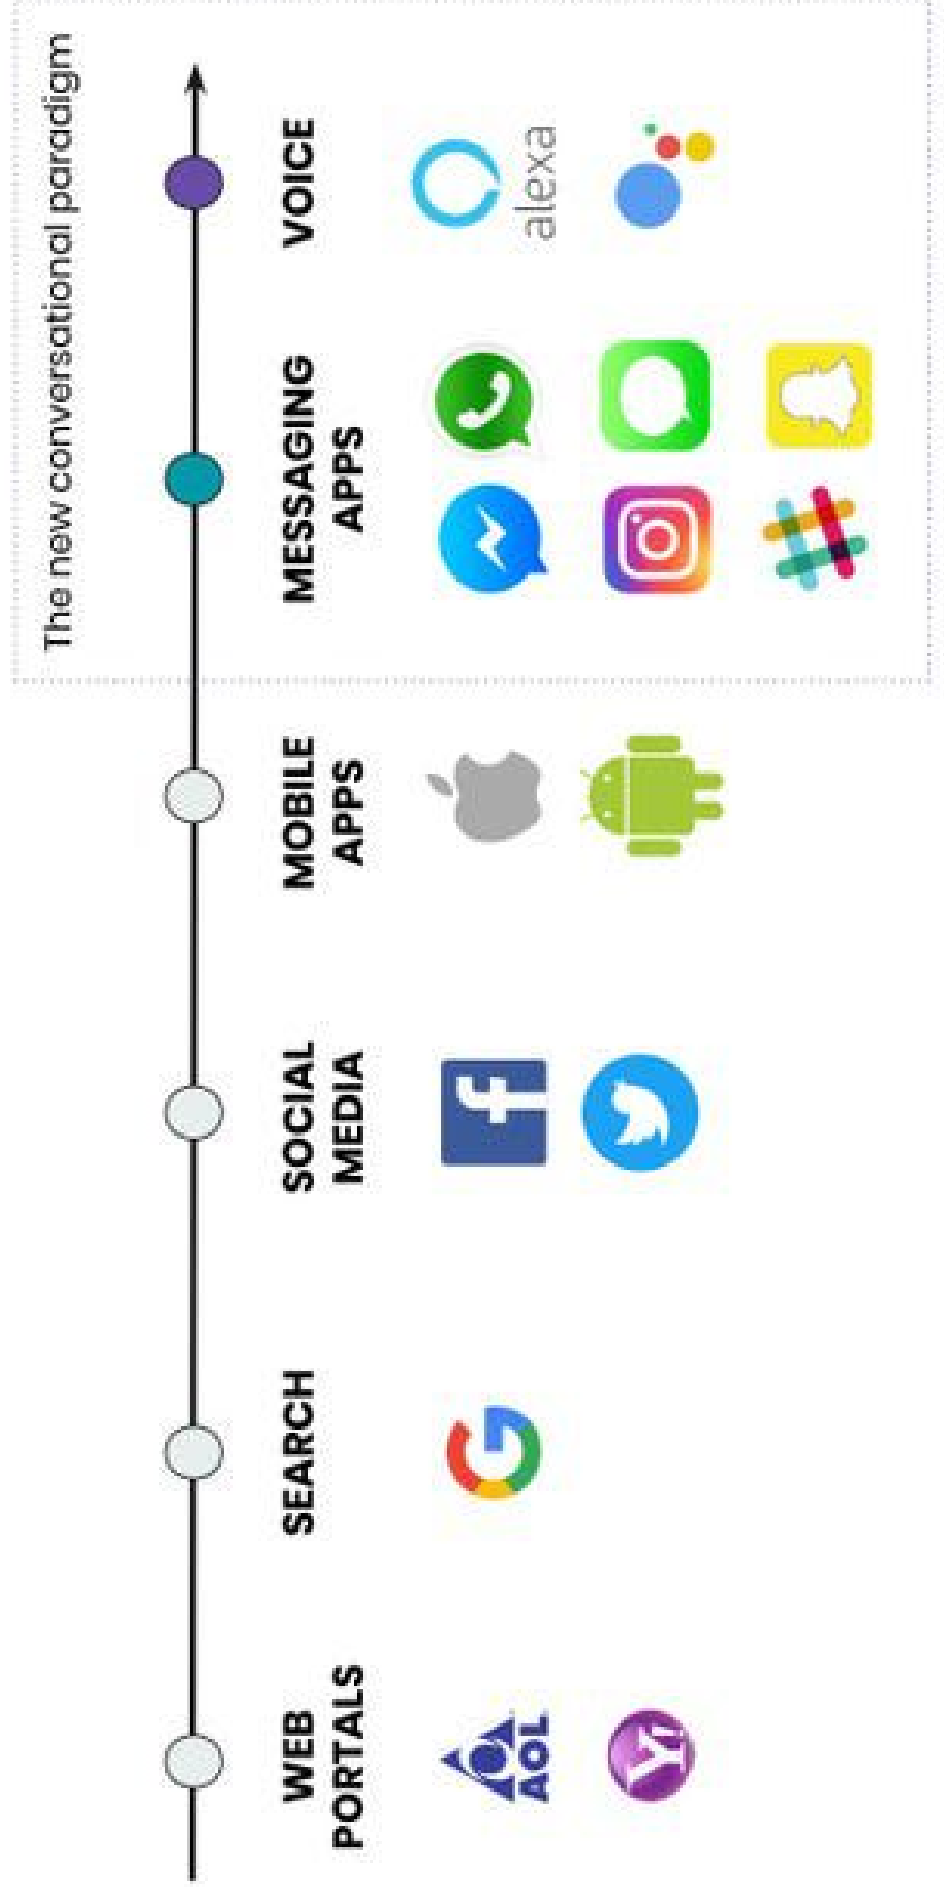 The new conversational paradigm
WEB
PORTALS
SEARCH
SOCIAL
MEDIA
MOBILE
APPS
MESSAGING
APPS
VOICE
AOL
Y!
G
f
alexa